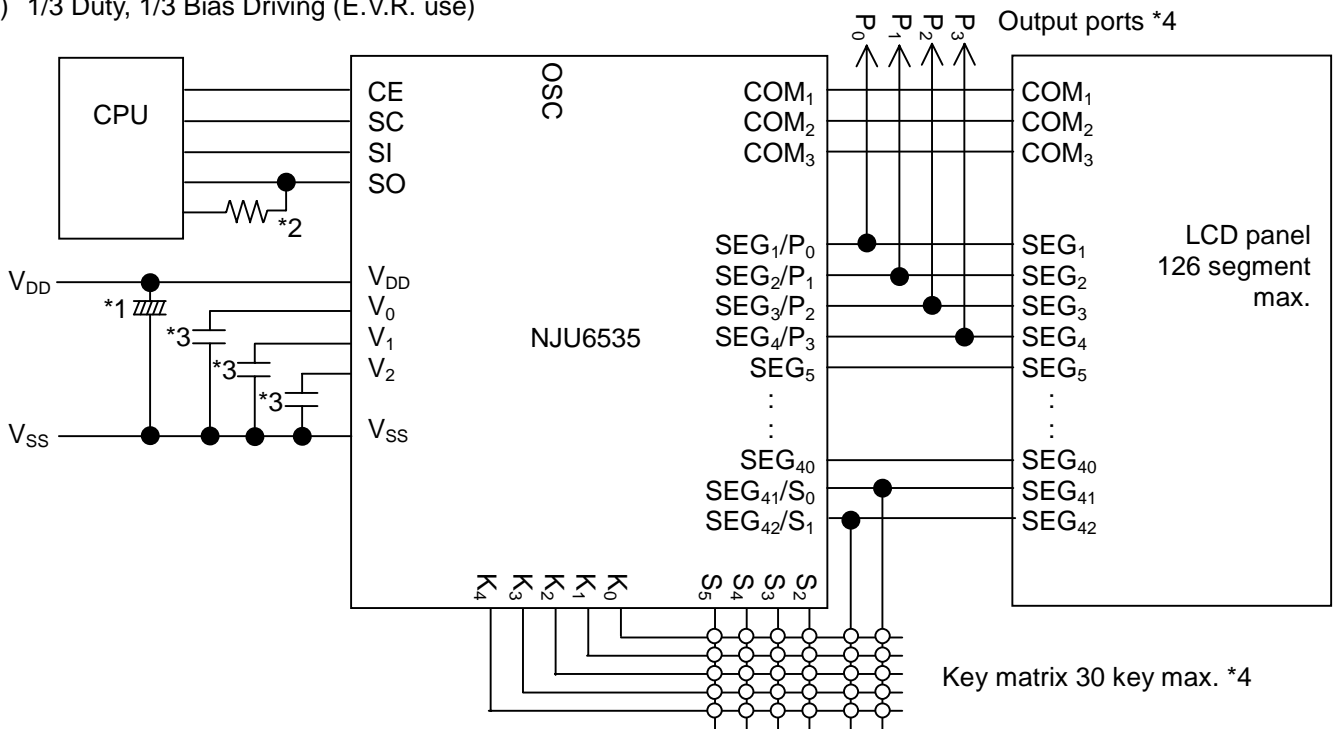 ) 1/3 Duty, 1/3 Bias Driving (E.V.R. use)
P₀ P₁ P₂ P₃
Output ports *4
CPU
CE
SC
SI
SO
*2
OSC
COM₁
COM₂
COM₃
COM₁
COM₂
COM₃
V_DD
*1
V_SS
*3
*3
*3
V_DD
V₀
V₁
V₂
V_SS
NJU6535
SEG₁/P₀
SEG₂/P₁
SEG₃/P₂
SEG₄/P₃
SEG₅
:
:
SEG₄₀
SEG₄₁/S₀
SEG₄₂/S₁
SEG₁
SEG₂
SEG₃
SEG₄
SEG₅
:
:
SEG₄₀
SEG₄₁
SEG₄₂
LCD panel
126 segment
max.
K₄ K₃ K₂ K₁ K₀
S₅ S₄ S₃ S₂
Key matrix 30 key max. *4